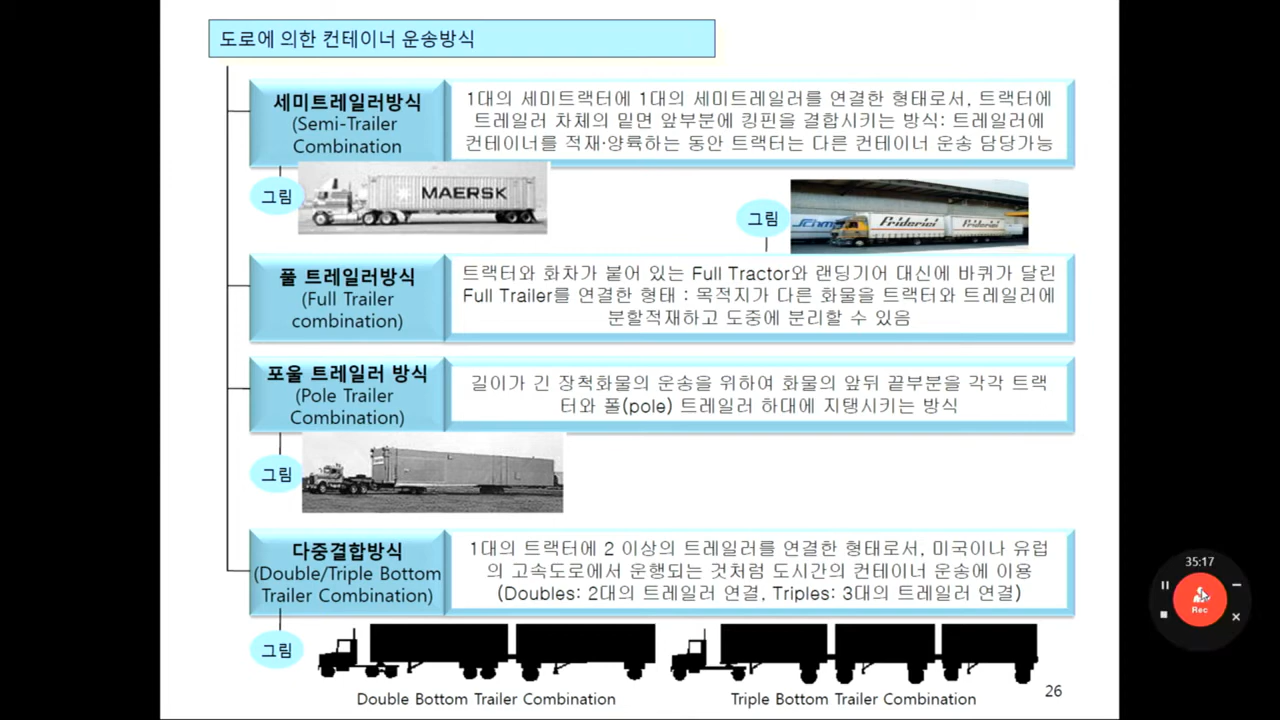 도로에 의한 컨테이너 운송방식
세미트레일러방식
(Semi-Trailer
Combination
1대의 세미트랙터에 1대의 세미트레일러를 연결한 형태로서, 트랙터에
트레일러 차체의 밑면 앞부분에 킹핀을 결합시키는 방식: 트레일러에
컨테이너를 적재·양륙하는 동안 트랙터는 다른 컨테이너 운송 담당가능
그림
MAERSK
그림
Friderici
Friderici
풀 트레일러방식
(Full Trailer
combination)
트랙터와 화차가 붙어 있는 Full Tractor와 랜딩기어 대신에 바퀴가 달린
Full Trailer를 연결한 형태 : 목적지가 다른 화물을 트랙터와 트레일러에
분할적재하고 도중에 분리할 수 있음
포울 트레일러 방식
(Pole Trailer
Combination)
길이가 긴 장척화물의 운송을 위하여 화물의 앞뒤 끝부분을 각각 트랙
터와 폴(pole) 트레일러 하대에 지탱시키는 방식
그림
다중결합방식
(Double/Triple Bottom
Trailer Combination)
1대의 트랙터에 2 이상의 트레일러를 연결한 형태로서, 미국이나 유럽
의 고속도로에서 운행되는 것처럼 도시간의 컨테이너 운송에 이용
(Doubles: 2대의 트레일러 연결, Triples: 3대의 트레일러 연결)
그림
Double Bottom Trailer Combination
Triple Bottom Trailer Combination
26
35:17
Rec